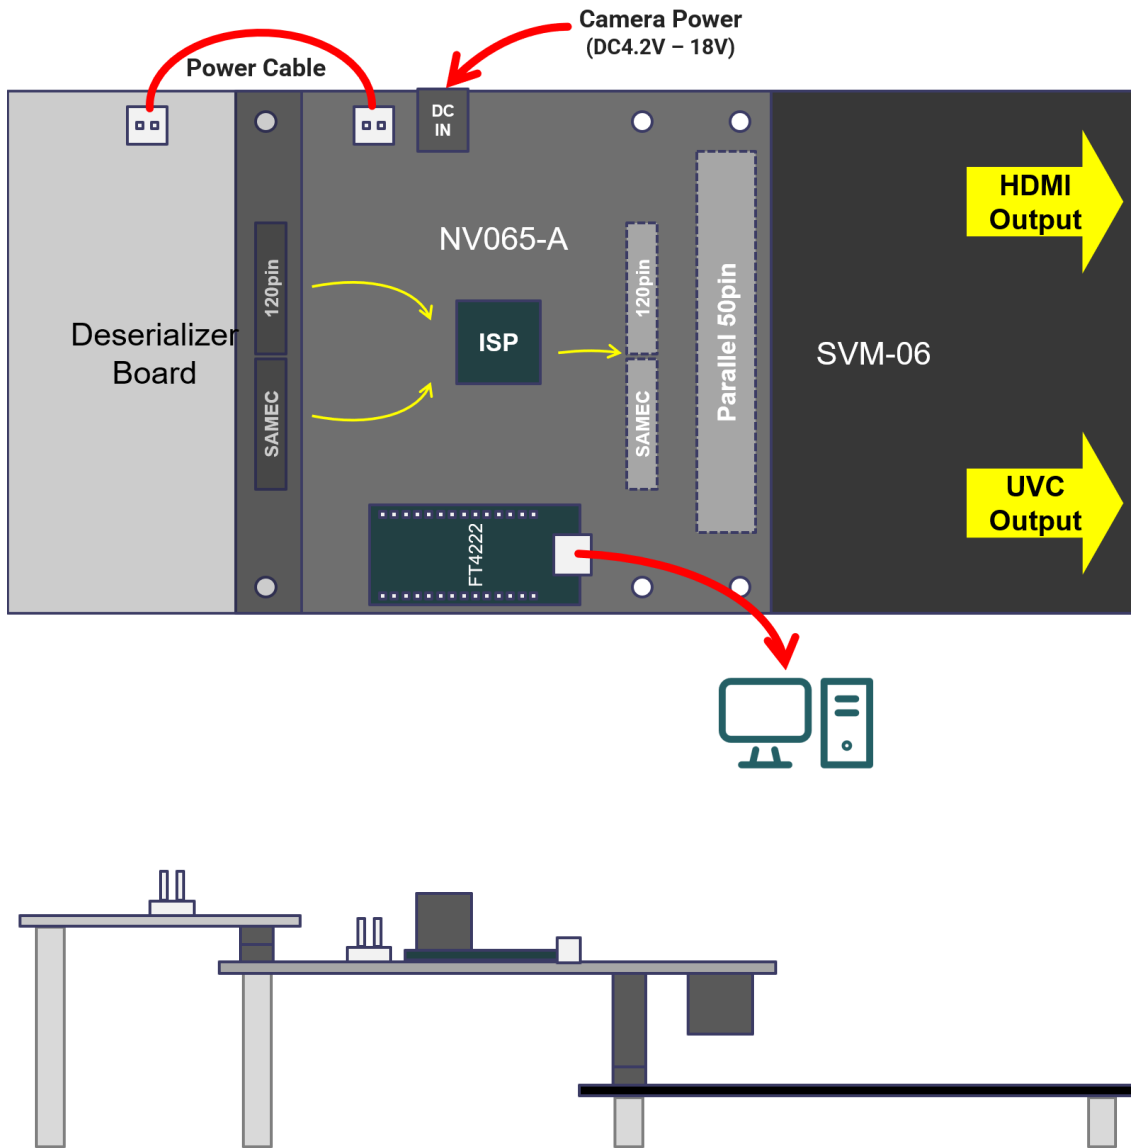 Camera Power
(DC4.2V – 18V)
Power Cable
DC
IN
HDMI
Output
NV065-A
120pin
120pin
Parallel 50pin
Deserializer
Board
ISP
SVM-06
SAMEC
SAMEC
UVC
Output
FT4222